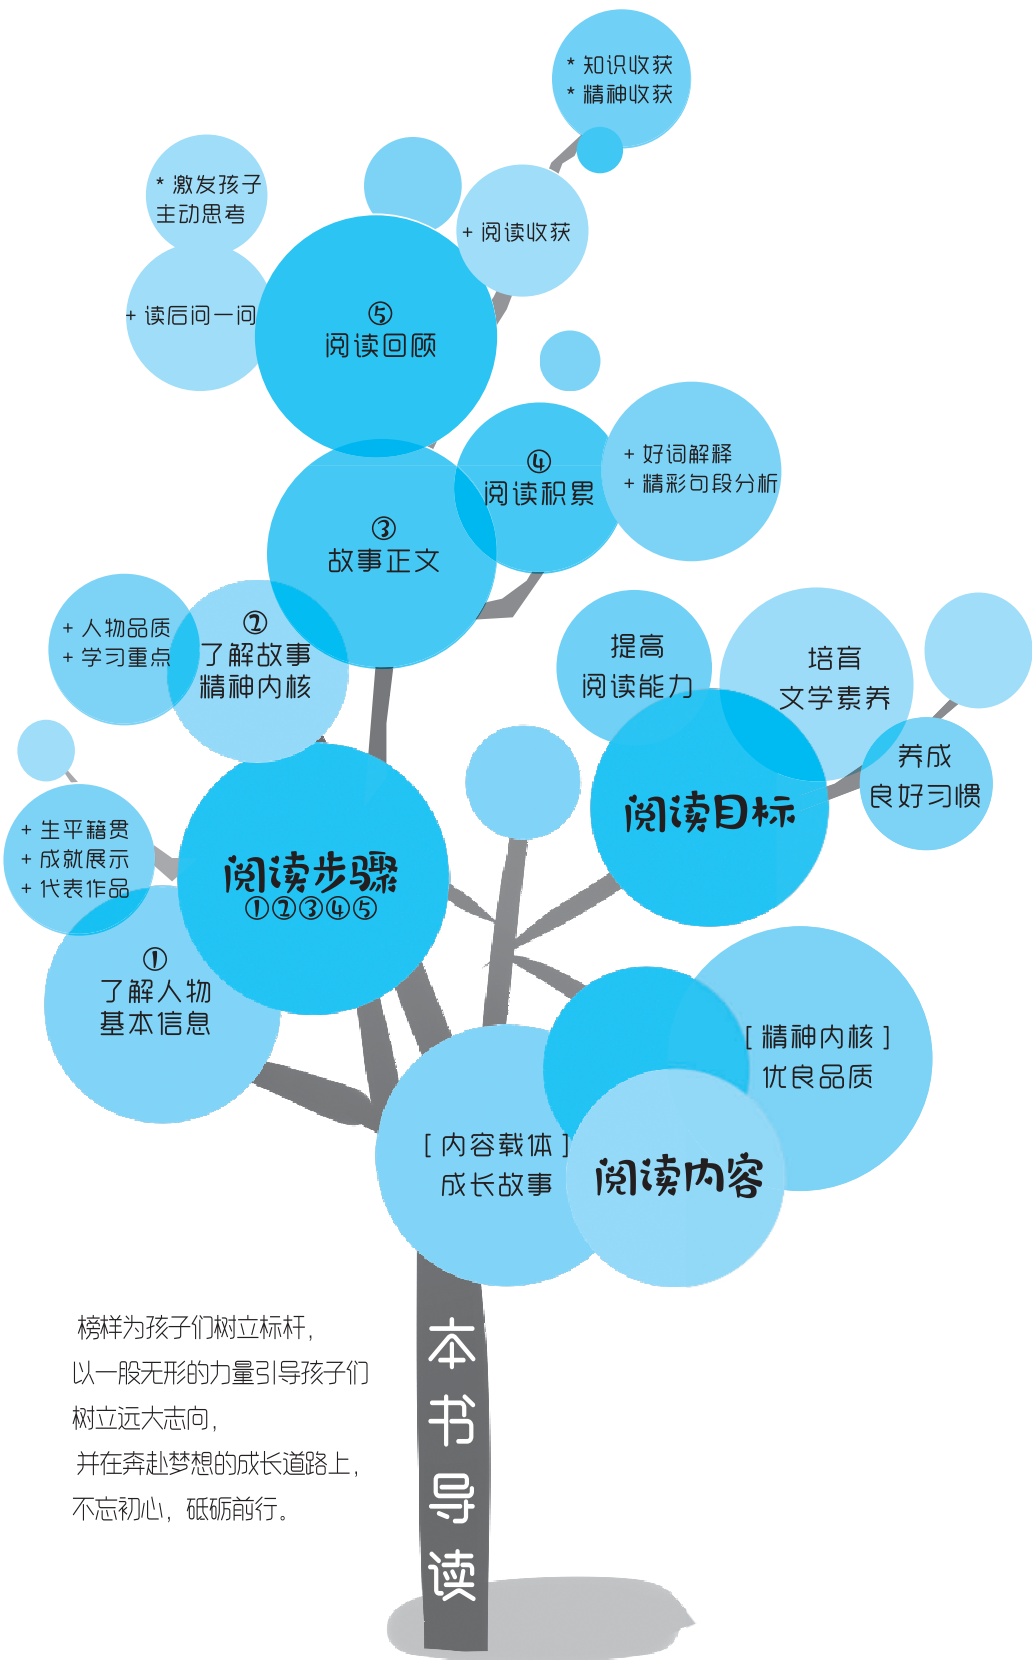 * 知识收获
* 精神收获
* 激发孩子
主动思考
+ 阅读收获
+ 读后问一问
⑤
阅读回顾
④
阅读积累
+ 好词解释
+ 精彩句段分析
③
故事正文
②
了解故事
精神内核
+ 人物品质
+ 学习重点
提高
阅读能力
培育
文学素养
养成
良好习惯
阅读目标
+ 生平籍贯
+ 成就展示
+ 代表作品
阅读步骤
①②③④⑤
①
了解人物
基本信息
[ 精神内核 ]
优良品质
[ 内容载体 ]
成长故事
阅读内容
榜样为孩子们树立标杆,
以一股无形的力量引导孩子们
树立远大志向,
并在奔赴梦想的成长道路上,
不忘初心, 砥砺前行。
本
书
导
读